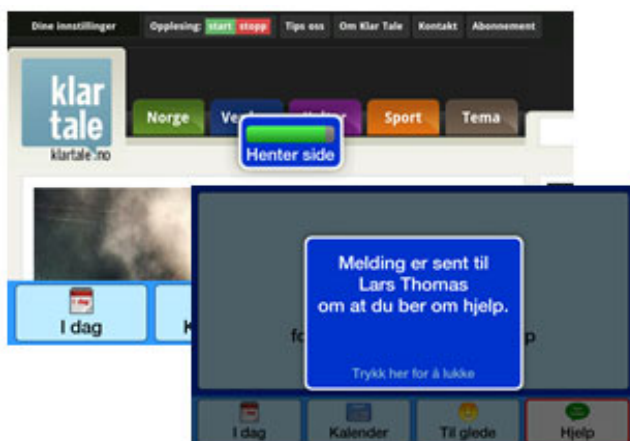 Dine innstillinger Opplesing: start stopp Tips oss Om Klar Tale Kontakt Abonnement
klar
tale
klartale.no
Norge Sport Tema
Henter side
Melding er sent til
Lars Thomas
om at du ber om hjelp.
Trykk her for å lukke
I dag K
fo p
I dag Kalender Til glede Hjelp